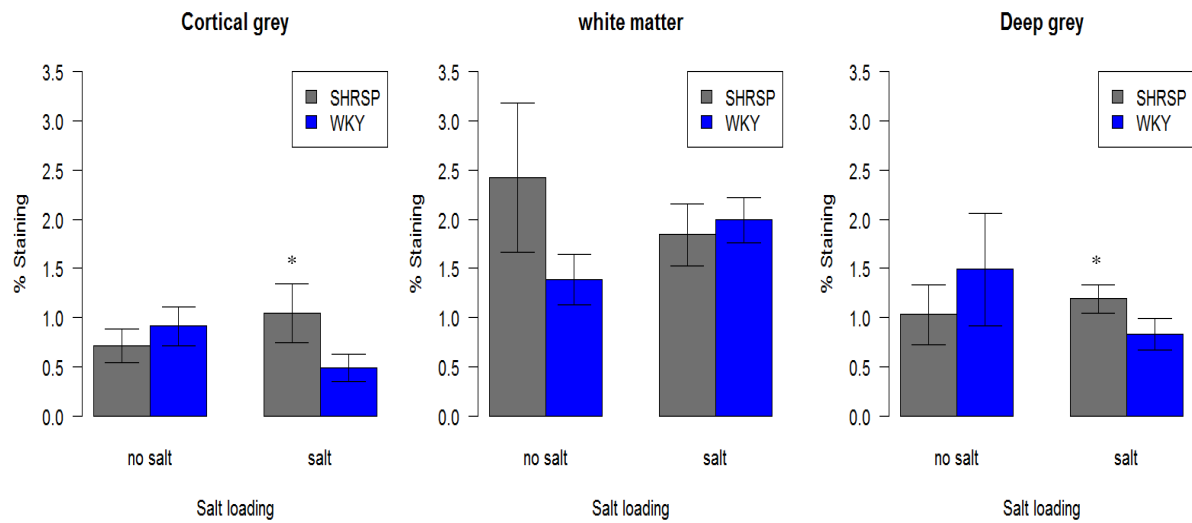 Cortical grey
3.5
3.0
2.5
2.0
1.5
1.0
0.5
0.0
% Staining
SHRSP
WKY
*
no salt
salt
Salt loading
white matter
3.5
3.0
2.5
2.0
1.5
1.0
0.5
0.0
% Staining
SHRSP
WKY
no salt
salt
Salt loading
Deep grey
3.5
3.0
2.5
2.0
1.5
1.0
0.5
0.0
% Staining
SHRSP
WKY
*
no salt
salt
Salt loading